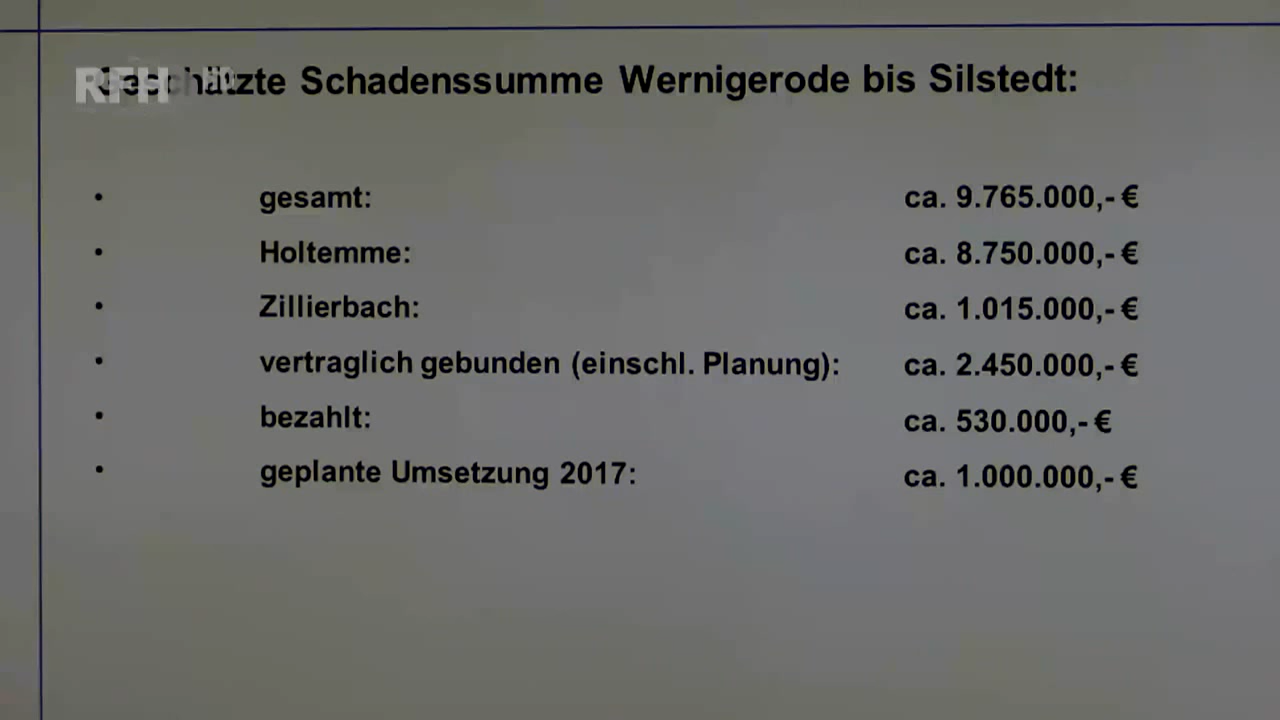 RFH
Geschätzte Schadenssumme Wernigerode bis Silstedt:
• gesamt: ca. 9.765.000,- €
• Holtemme: ca. 8.750.000,- €
• Zillierbach: ca. 1.015.000,- €
• vertraglich gebunden (einschl. Planung): ca. 2.450.000,- €
• bezahlt: ca. 530.000,- €
• geplante Umsetzung 2017: ca. 1.000.000,- €